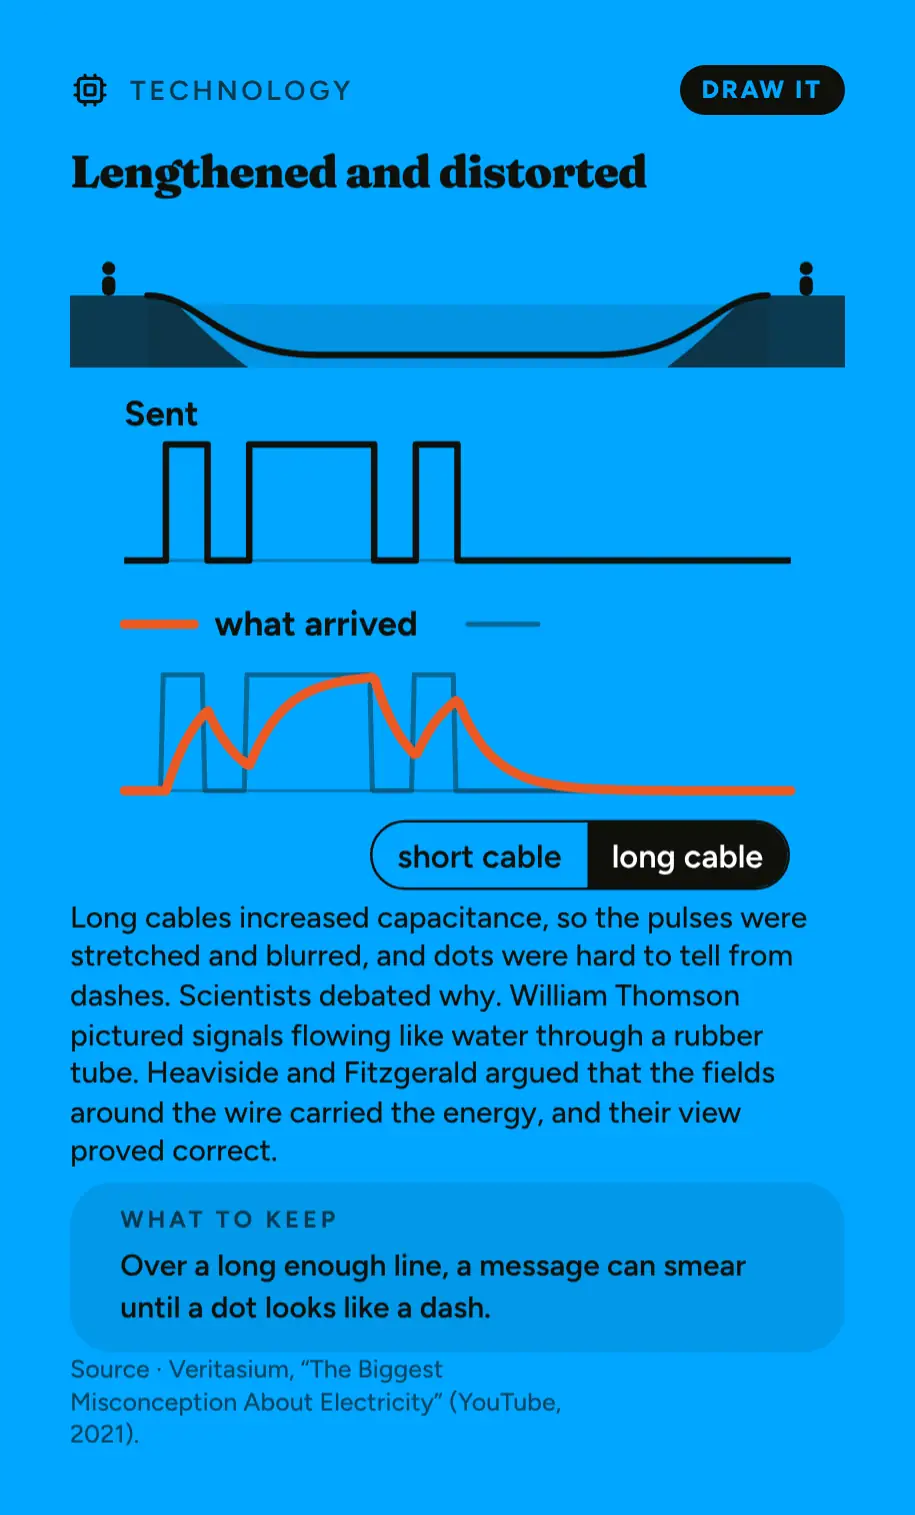 TECHNOLOGY
DRAW IT
Lengthened and distorted
Sent
what arrived
short cable
long cable
Long cables increased capacitance, so the pulses were
stretched and blurred, and dots were hard to tell from
dashes. Scientists debated why. William Thomson
pictured signals flowing like water through a rubber
tube. Heaviside and Fitzgerald argued that the fields
around the wire carried the energy, and their view
proved correct.
WHAT TO KEEP
Over a long enough line, a message can smear
until a dot looks like a dash.
Source · Veritasium, “The Biggest
Misconception About Electricity” (YouTube,
2021).